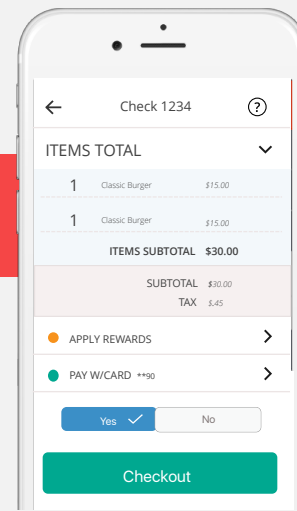 Check 1234 ?
ITEMS TOTAL
1 Classic Burger $15.00
1 Classic Burger $15.00
ITEMS SUBTOTAL $30.00
SUBTOTAL $30.00
TAX $.45
APPLY REWARDS
PAY W/CARD **90
Yes No
Checkout